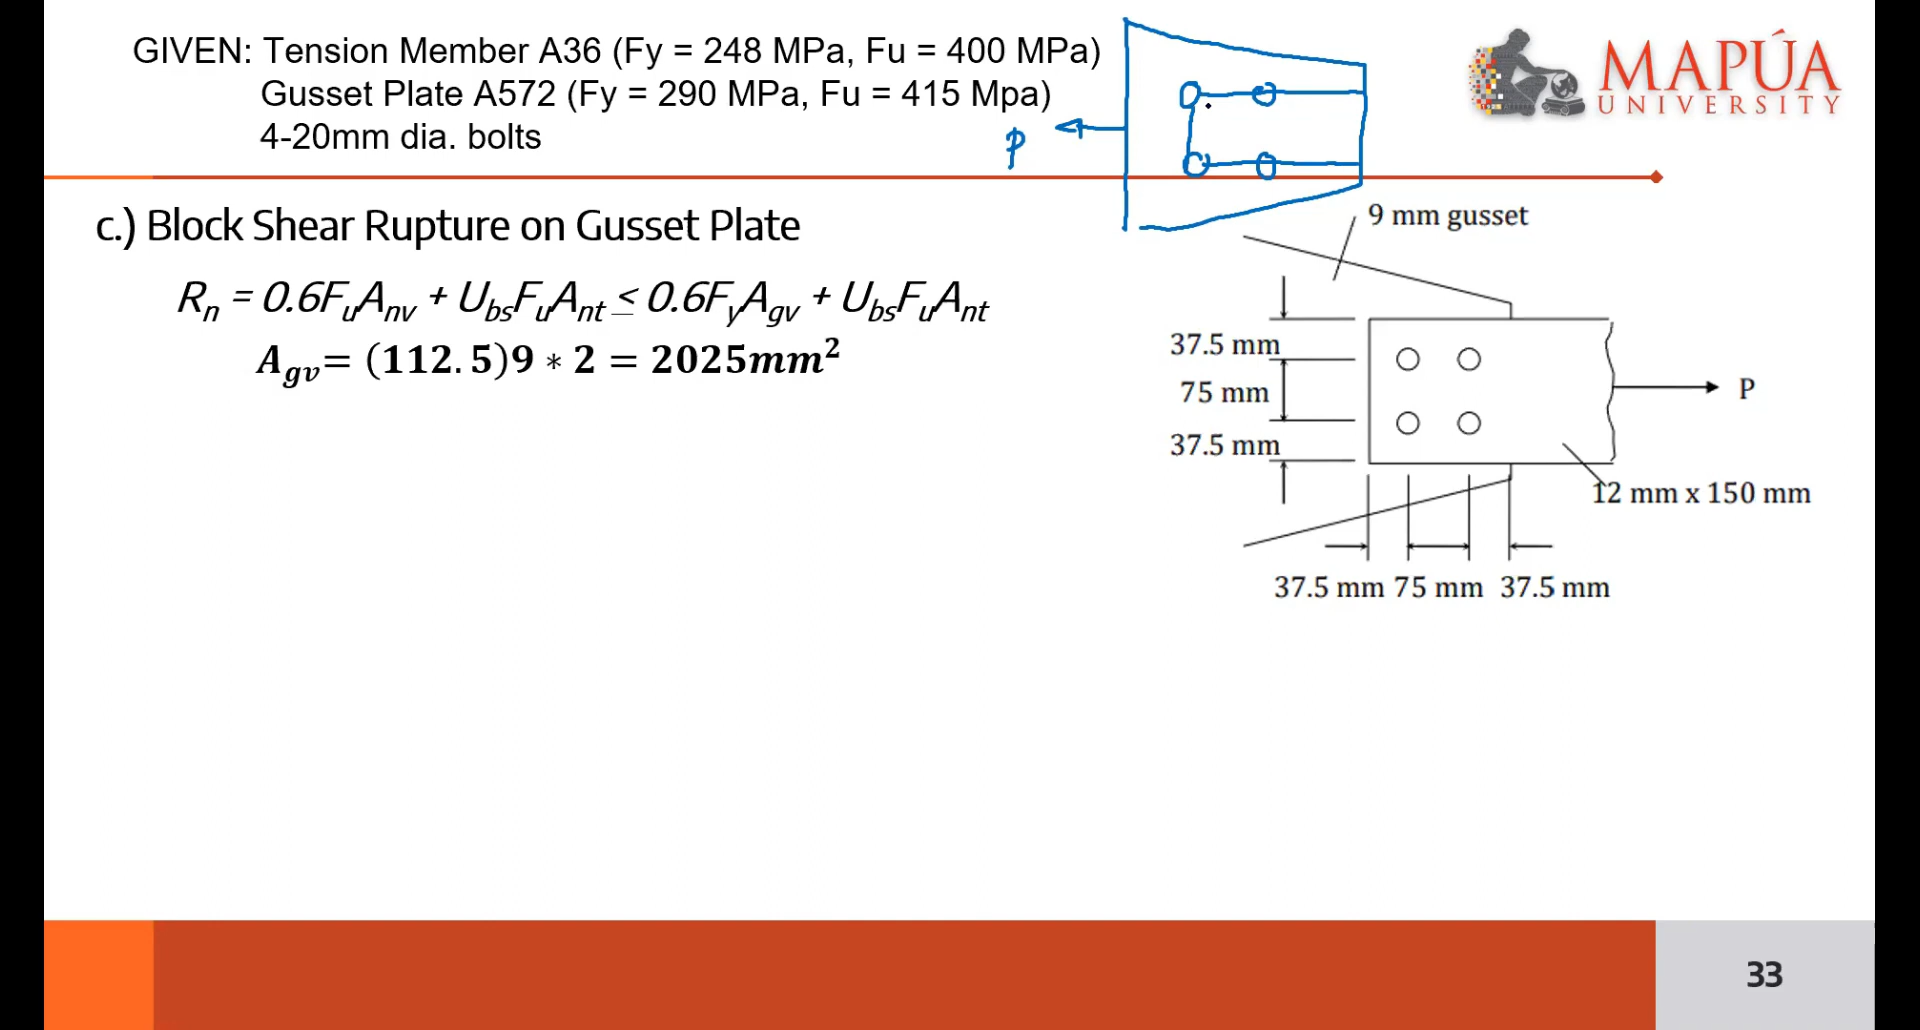 GIVEN: Tension Member A36 (Fy = 248 MPa, Fu = 400 MPa)
Gusset Plate A572 (Fy = 290 MPa, Fu = 415 Mpa)
4-20mm dia. bolts
P
MAPÚA
UNIVERSITY
c.) Block Shear Rupture on Gusset Plate
Rn = 0.6FuAnv + UbsFuAnt ≤ 0.6FyAgv + UbsFuAnt
Agv= (112.5)9 * 2 = 2025mm²
9 mm gusset
37.5 mm
75 mm
37.5 mm
P
12 mm x 150 mm
37.5 mm 75 mm 37.5 mm
33